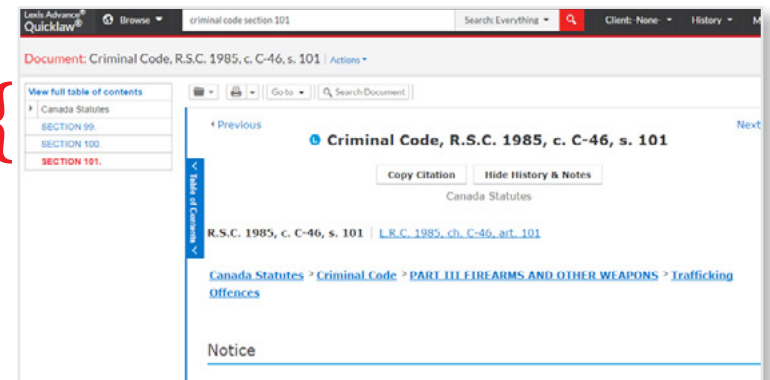 Lexis Advance®
Quicklaw®
Browse
criminal code section 101
Search: Everything
Client: -None-
History
M
Document: Criminal Code, R.S.C. 1985, c. C-46, s. 101 | Actions
View full table of contents
Canada Statutes
SECTION 99.
SECTION 100.
SECTION 101.
Go to
Search Document
Previous
Next
L Criminal Code, R.S.C. 1985, c. C-46, s. 101
Copy Citation
Hide History & Notes
Canada Statutes
Table of Contents
R.S.C. 1985, c. C-46, s. 101 | L.R.C. 1985, ch. C-46, art. 101
Canada Statutes > Criminal Code > PART III FIREARMS AND OTHER WEAPONS > Trafficking
Offences
Notice